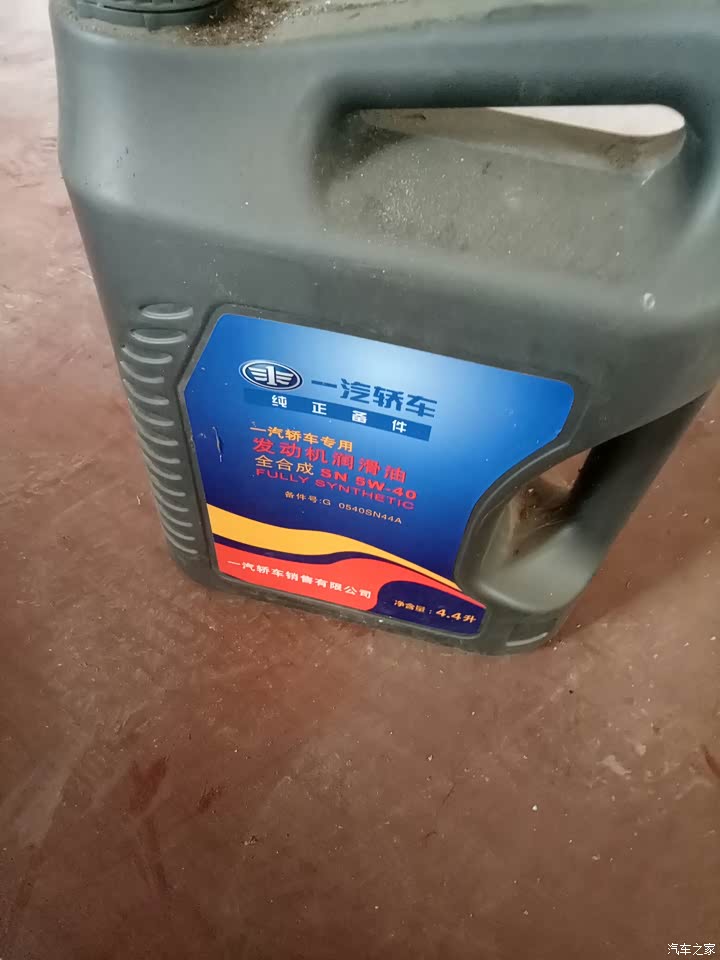 一汽轿车
纯正备件
一汽轿车专用
发动机润滑油
全合成 SN 5W-40
FULLY SYNTHETIC
备件号:G 0540SN44A
一汽轿车销售有限公司
净含量:4.4升
汽车之家